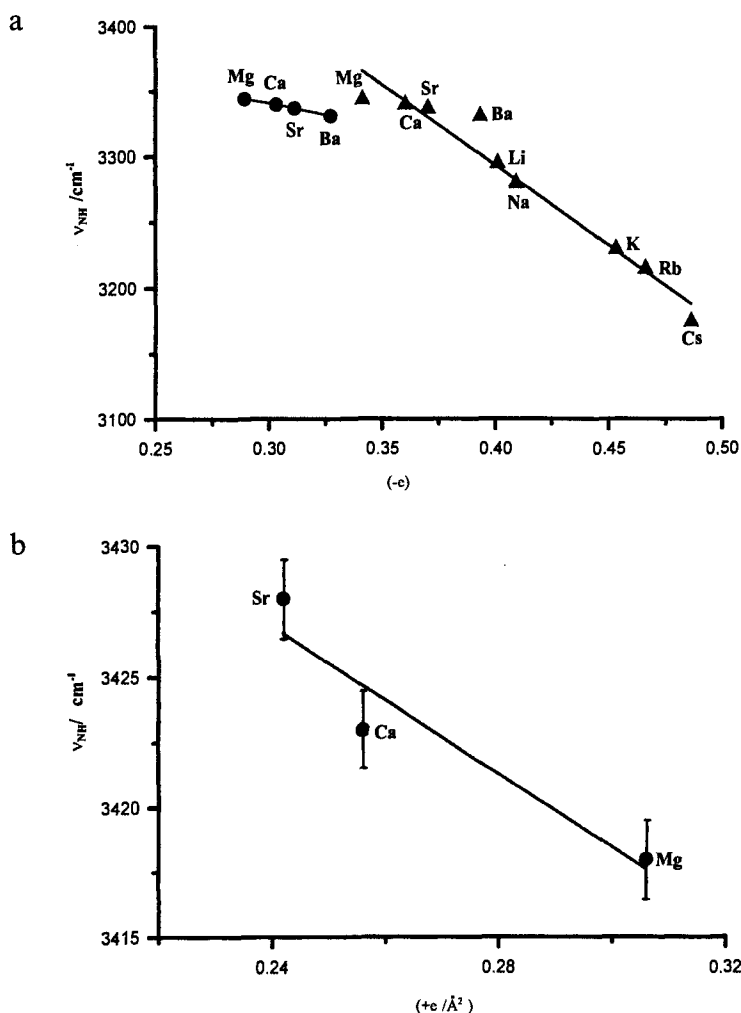 a
ν_NH /cm⁻¹
3400
3300
3200
3100
Mg
Ca
Sr
Ba
Mg
Ca
Sr
Ba
Li
Na
K
Rb
Cs
0.25
0.30
0.35
0.40
0.45
0.50
(-e)
b
ν_NH/ cm⁻¹
3430
3425
3420
3415
Sr
Ca
Mg
0.24
0.28
0.32
(+e /Å²)